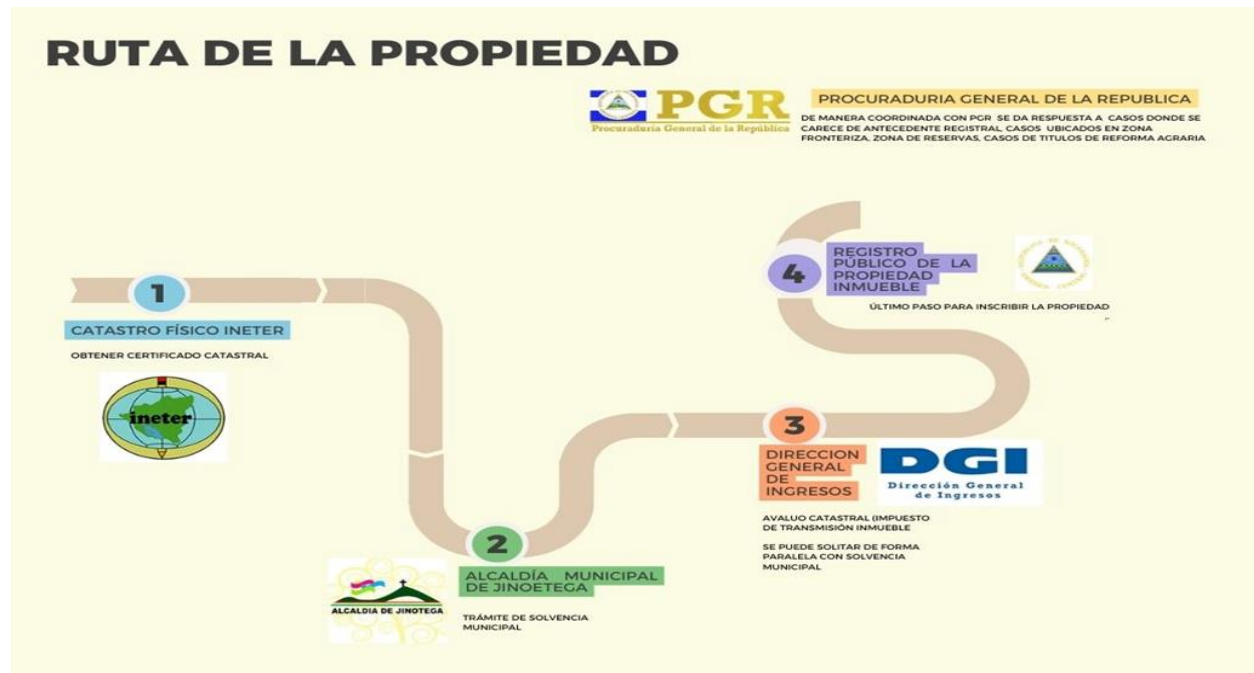 RUTA DE LA PROPIEDAD
PGR
Procuraduría General de la República
PROCURADURIA GENERAL DE LA REPUBLICA
DE MANERA COORDINADA CON PGR SE DA RESPUESTA A CASOS DONDE SE
CARECE DE ANTECEDENTE REGISTRAL, CASOS UBICADOS EN ZONA
FRONTERIZA, ZONA DE RESERVAS, CASOS DE TITULOS DE REFORMA AGRARIA
1
CATASTRO FÍSICO INETER
OBTENER CERTIFICADO CATASTRAL
ineter
2
ALCALDÍA MUNICIPAL
DE JINOETEGA
ALCALDIA DE JINOTEGA
TRÁMITE DE SOLVENCIA
MUNICIPAL
3
DIRECCION
GENERAL
DE
INGRESOS
DGI
Dirección General
de Ingresos
AVALUO CATASTRAL (IMPUESTO
DE TRANSMISIÓN INMUEBLE
SE PUEDE SOLITAR DE FORMA
PARALELA CON SOLVENCIA
MUNICIPAL
4
REGISTRO
PÚBLICO DE LA
PROPIEDAD
INMUEBLE
ÚLTIMO PASO PARA INSCRIBIR LA PROPIEDAD